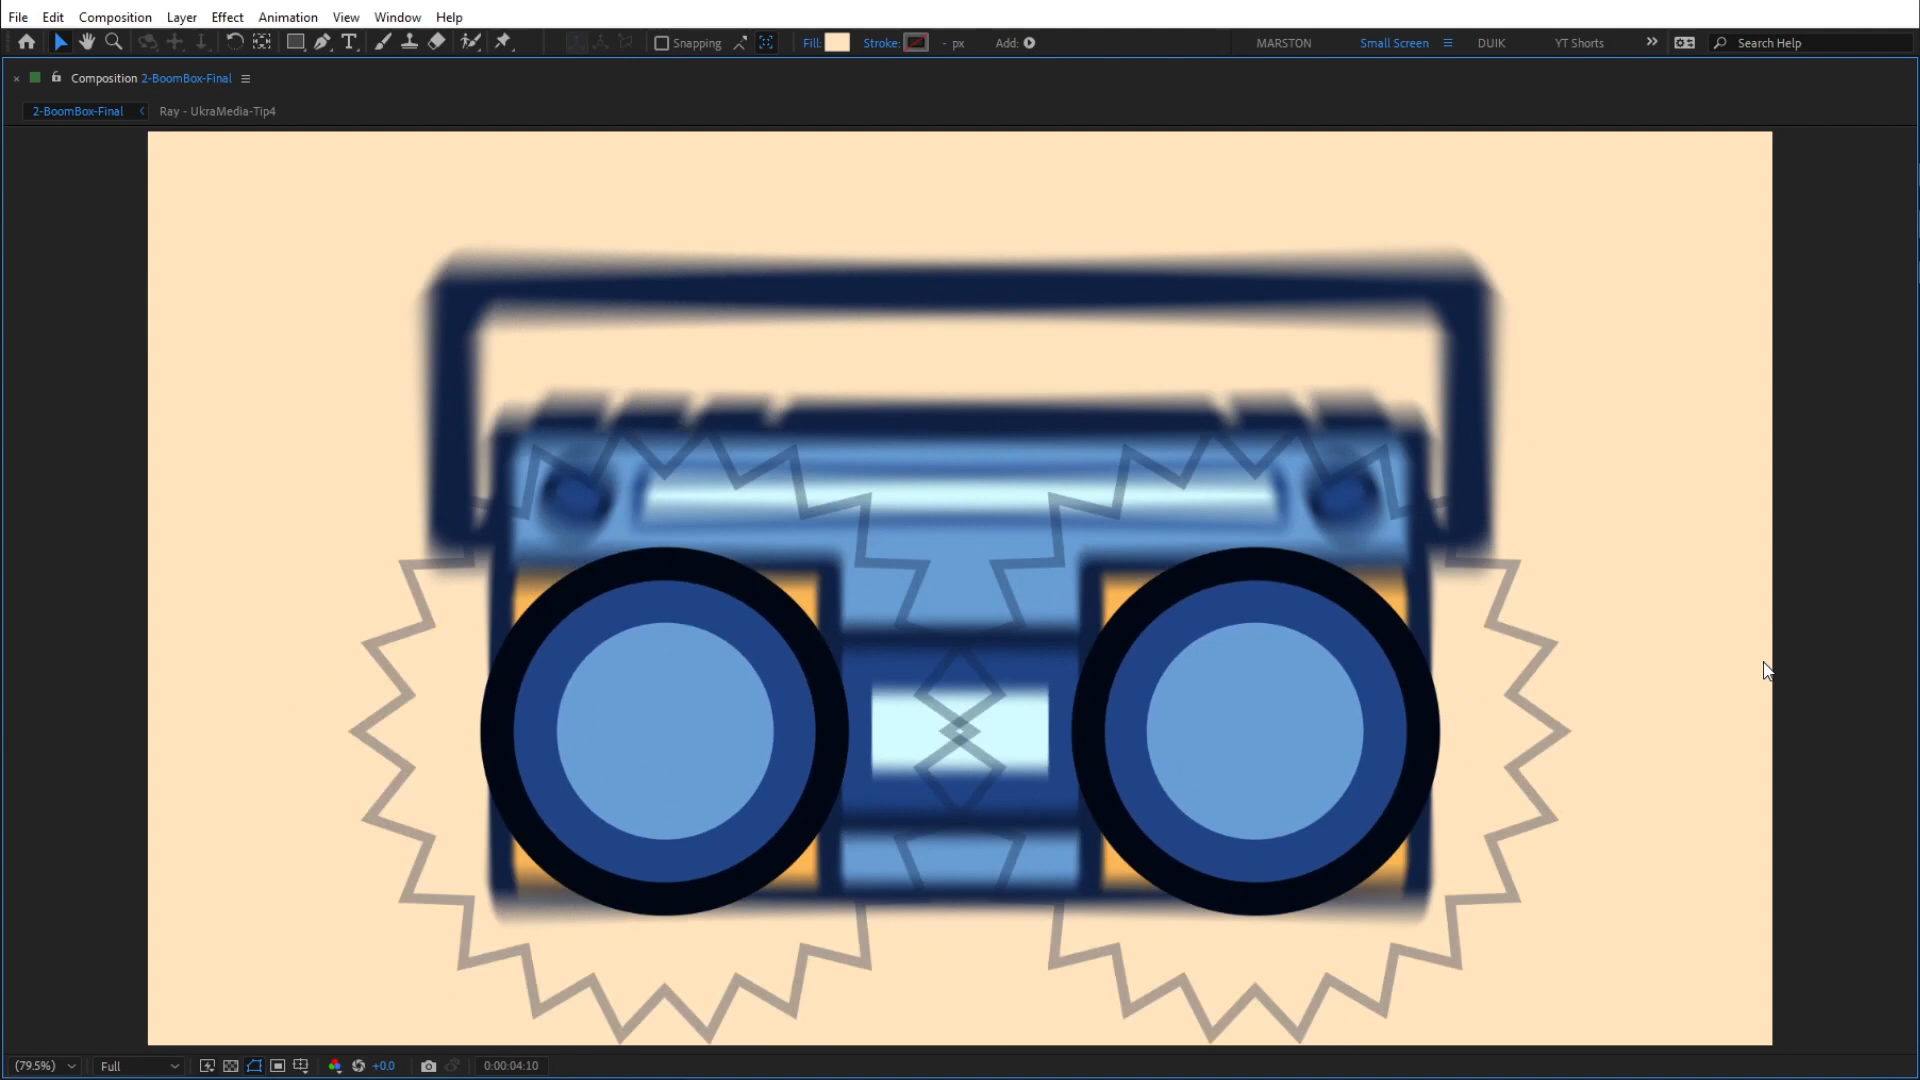 File Edit Composition Layer Effect Animation View Window Help
Snapping Fill: Stroke: - px Add: MARSTON Small Screen DUIK YT Shorts Search Help
Composition 2-BoomBox-Final
2-BoomBox-Final Ray - UkraMedia-Tip4
(79.5%) Full +0.0 0:00:04:10